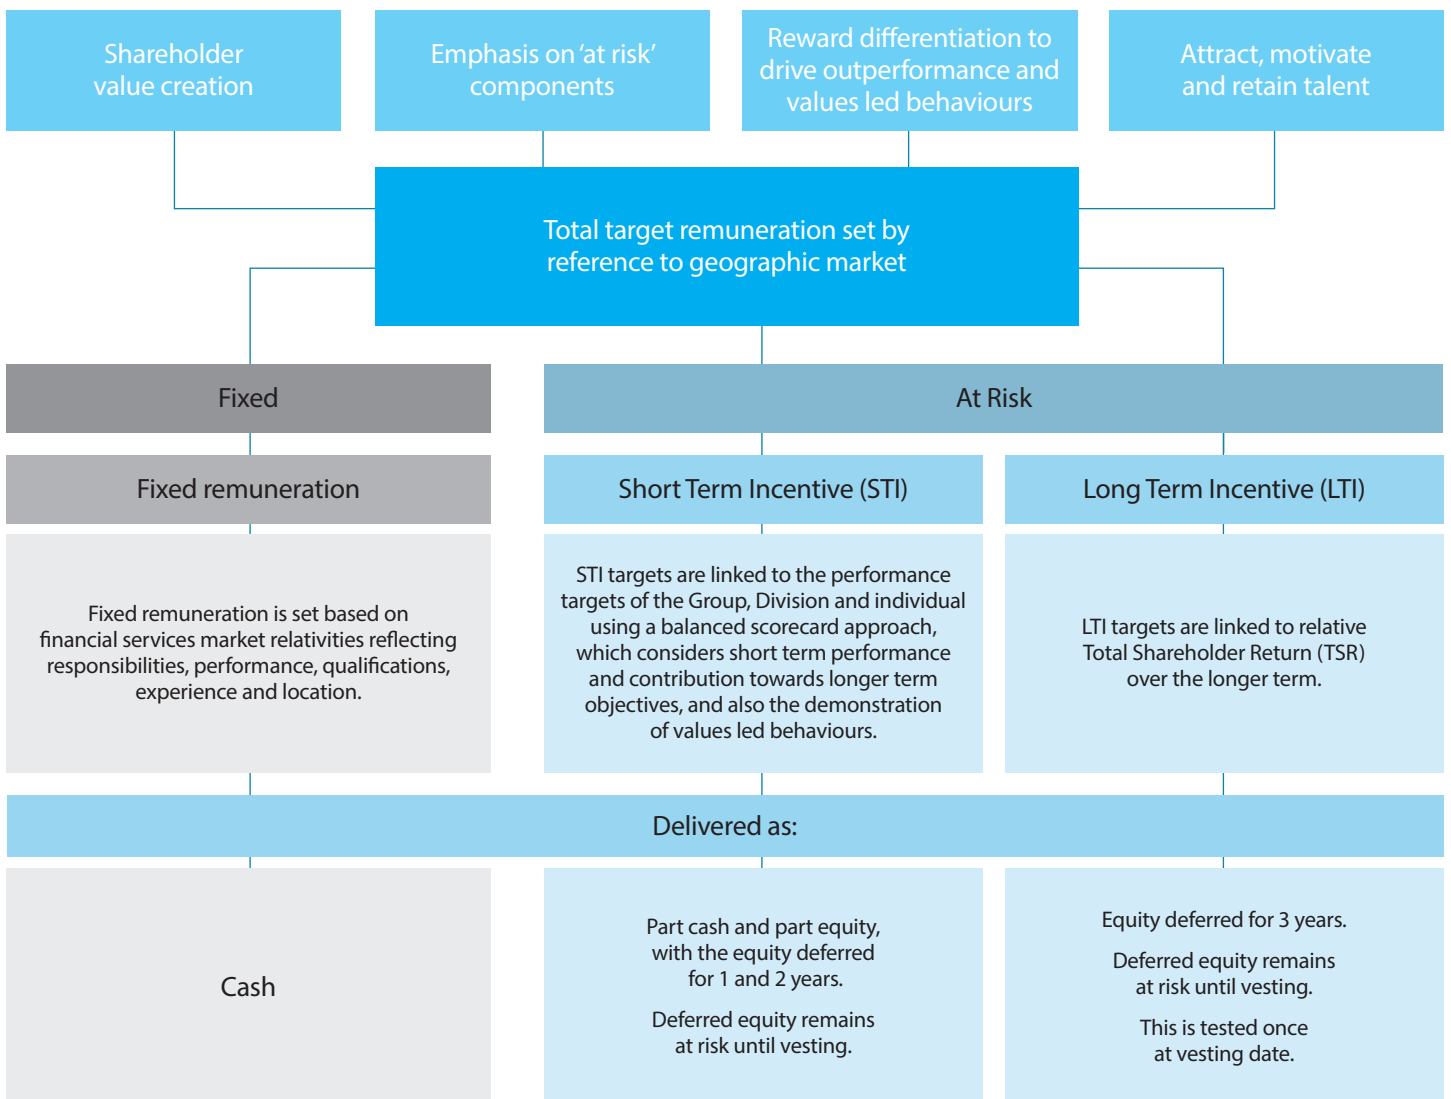 Shareholder
value creation
Emphasis on ‘at risk’
components
Reward differentiation to
drive outperformance and
values led behaviours
Attract, motivate
and retain talent
Total target remuneration set by
reference to geographic market
Fixed
At Risk
Fixed remuneration
Short Term Incentive (STI)
Long Term Incentive (LTI)
Fixed remuneration is set based on
financial services market relativities reflecting
responsibilities, performance, qualifications,
experience and location.
STI targets are linked to the performance
targets of the Group, Division and individual
using a balanced scorecard approach,
which considers short term performance
and contribution towards longer term
objectives, and also the demonstration
of values led behaviours.
LTI targets are linked to relative
Total Shareholder Return (TSR)
over the longer term.
Delivered as:
Cash
Part cash and part equity,
with the equity deferred
for 1 and 2 years.
Deferred equity remains
at risk until vesting.
Equity deferred for 3 years.
Deferred equity remains
at risk until vesting.
This is tested once
at vesting date.